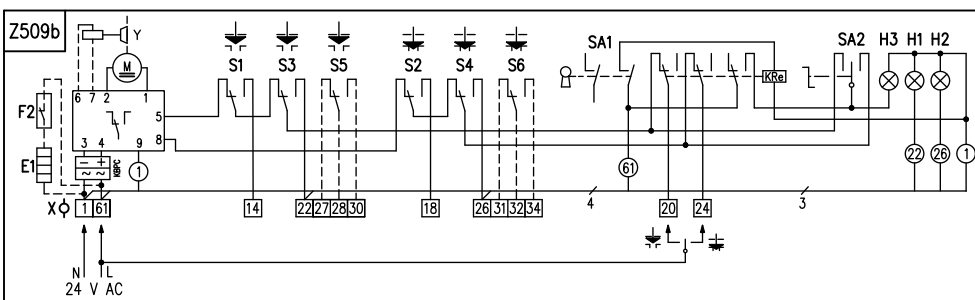 Z509b
Y
M
S1 S3 S5 S2 S4 S6 SA1 SA2 H3 H1 H2
KRe
6 7 2 1
F2
5
8
3 4 9
E1
KBPC
1 61 22 26 1
X 1 61 14 22 27 28 30 18 26 31 32 34 4 20 24 3
N L
24 V AC